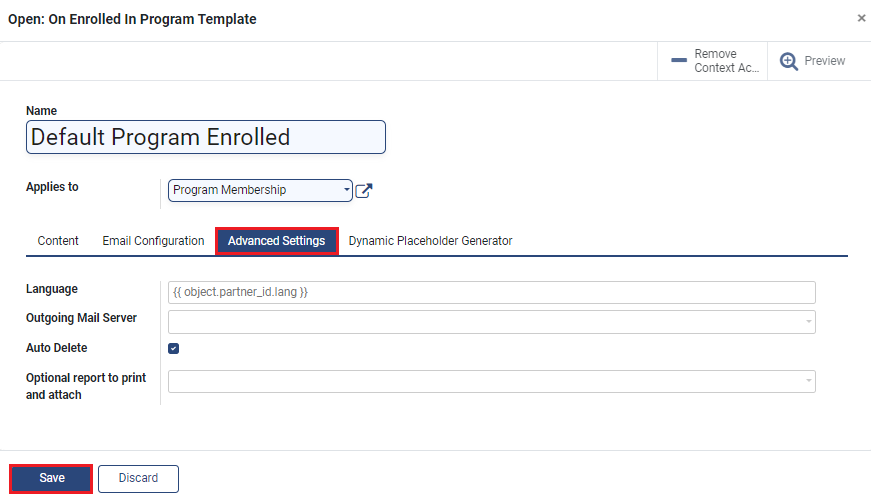 Open: On Enrolled In Program Template
×
Remove
Context Ac...
Preview
Name
Default Program Enrolled
Applies to
Program Membership
Content
Email Configuration
Advanced Settings
Dynamic Placeholder Generator
Language
{{ object.partner_id.lang }}
Outgoing Mail Server
Auto Delete
Optional report to print
and attach
Save
Discard